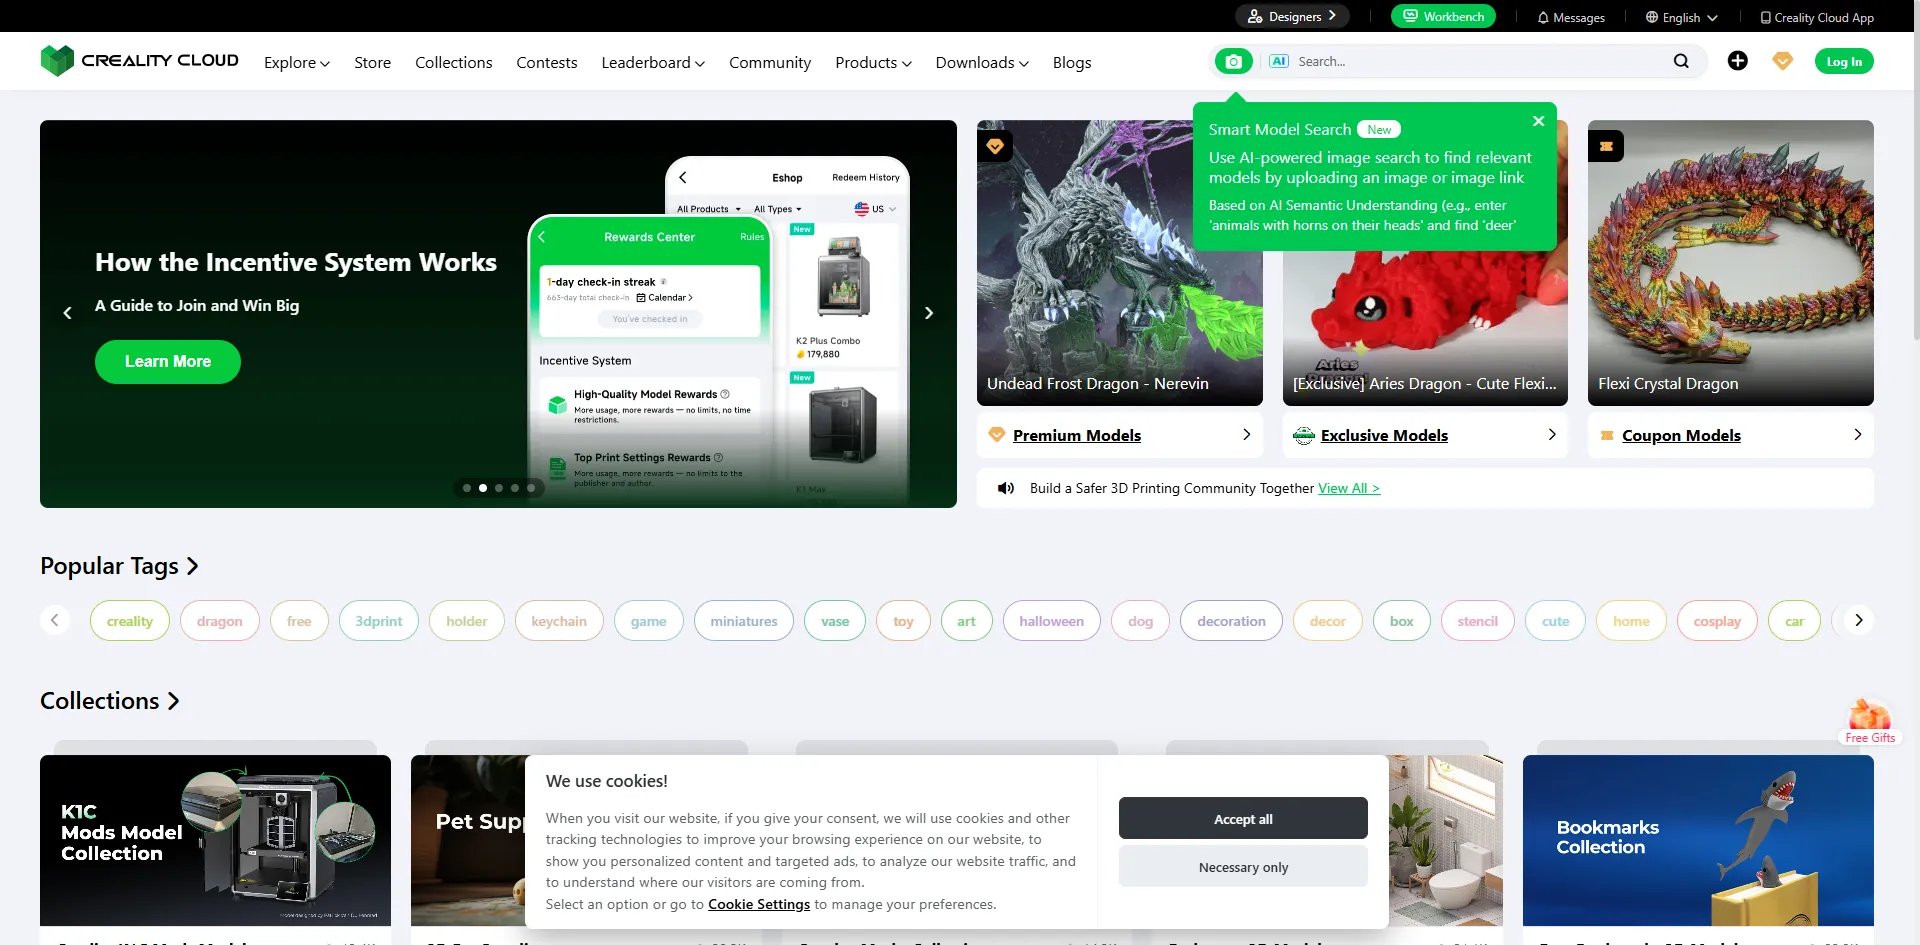 Designers
Workbench
Messages
English
Creality Cloud App
CREALITY CLOUD
Explore
Store
Collections
Contests
Leaderboard
Community
Products
Downloads
Blogs
AI Search...
Log In
How the Incentive System Works
A Guide to Join and Win Big
Learn More
Eshop
Redeem History
All Products
All Types
US
Rewards Center
Rules
1-day check-in streak
663-day total check-in
Calendar >
You've checked in
Incentive System
High-Quality Model Rewards
More usage, more rewards — no limits, no time
restrictions.
Top Print Settings Rewards
More usage, more rewards — no limits to the
publisher and author.
New
K2 Plus Combo
179,880
New
K1 Max
Smart Model Search New
Use AI-powered image search to find relevant
models by uploading an image or image link
Based on AI Semantic Understanding (e.g., enter
'animals with horns on their heads' and find 'deer'
Undead Frost Dragon - Nerevin
Aries
[Exclusive] Aries Dragon - Cute Flexi...
Flexi Crystal Dragon
Premium Models
Exclusive Models
Coupon Models
Build a Safer 3D Printing Community Together View All >
Popular Tags
creality
dragon
free
3dprint
holder
keychain
game
miniatures
vase
toy
art
halloween
dog
decoration
decor
box
stencil
cute
home
cosplay
car
Collections
Free Gifts
K1C
Mods Model
Collection
Pet Supp
Bookmarks
Collection
We use cookies!
When you visit our website, if you give your consent, we will use cookies and other
tracking technologies to improve your browsing experience on our website, to
show you personalized content and targeted ads, to analyze our website traffic, and
to understand where our visitors are coming from.
Select an option or go to Cookie Settings to manage your preferences.
Accept all
Necessary only